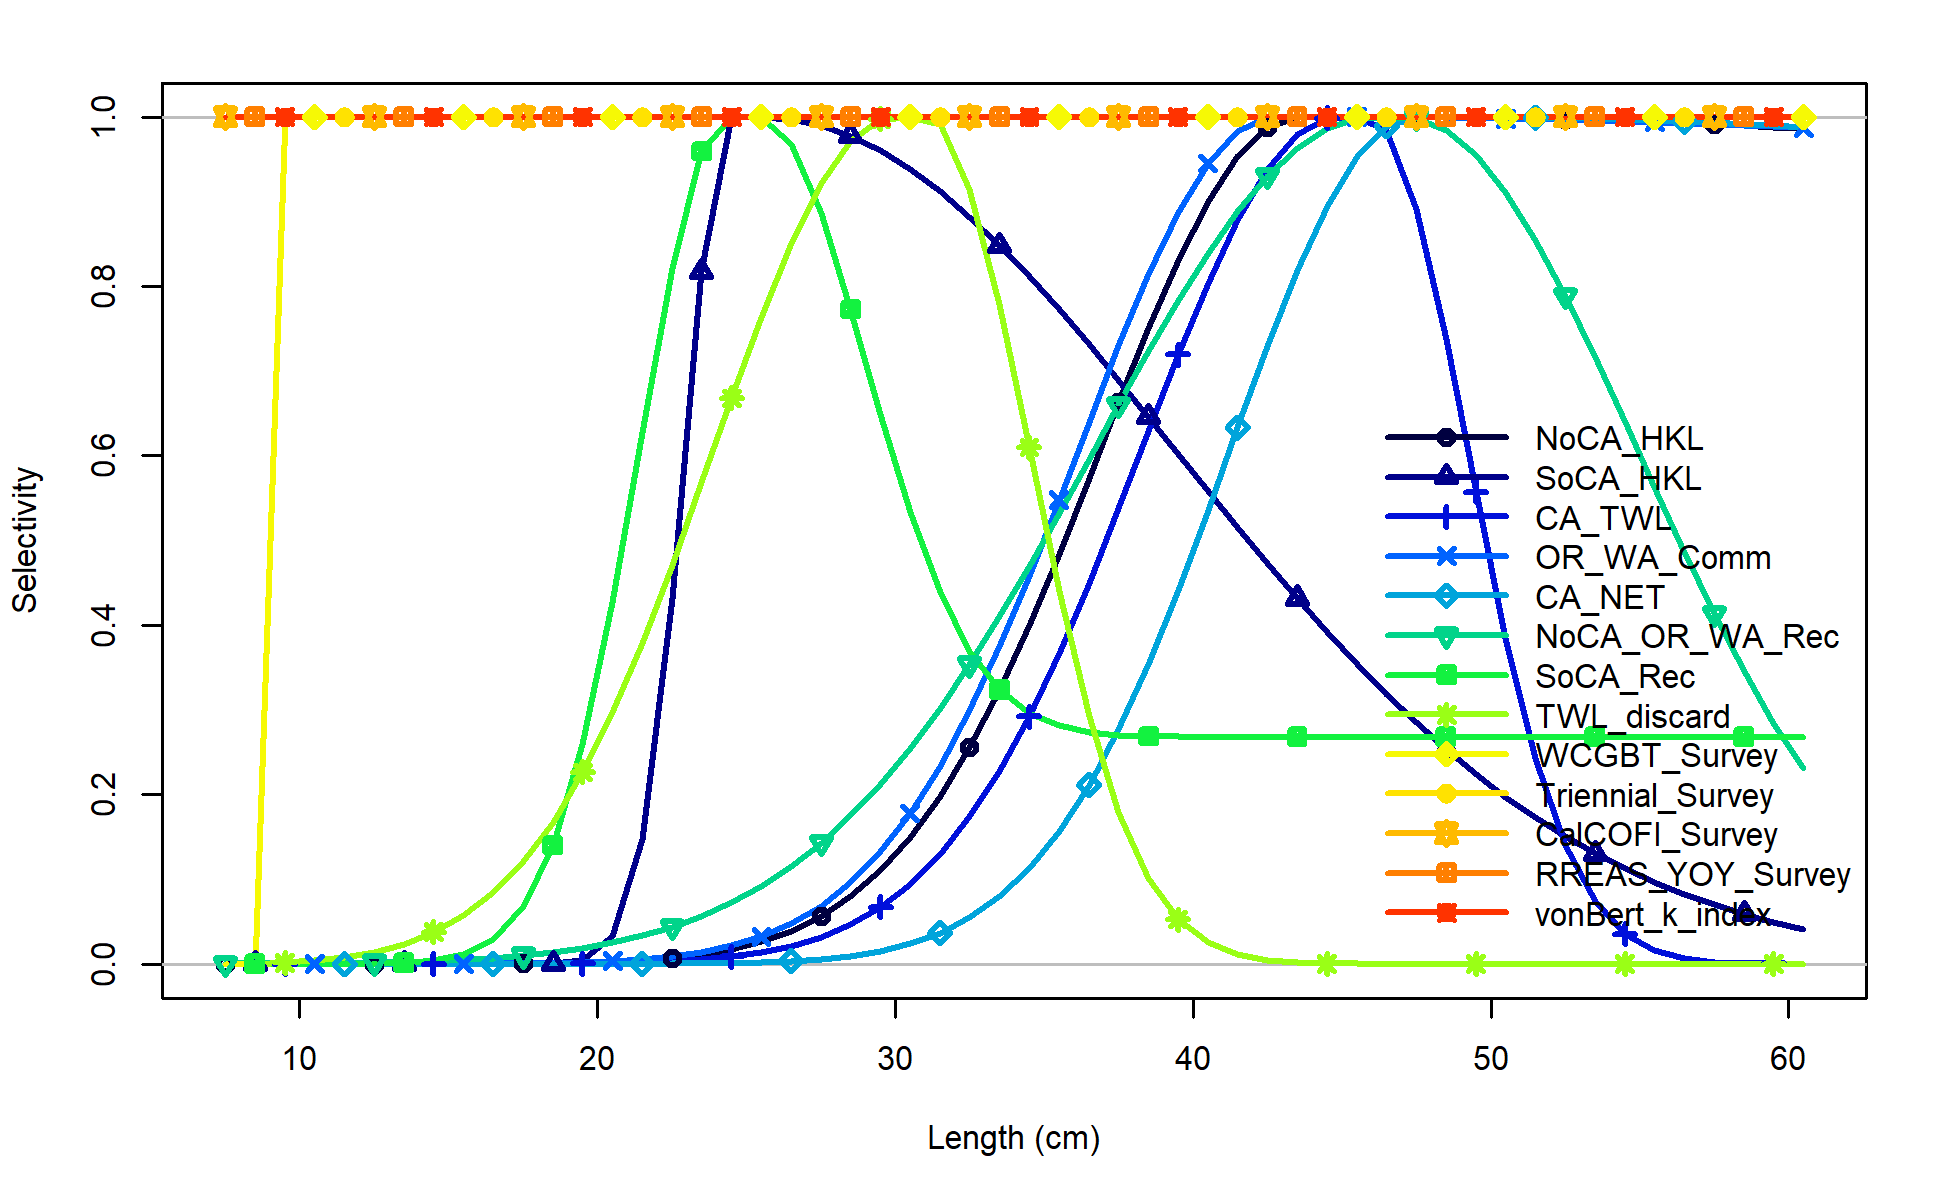 1.0
0.8
0.6
0.4
0.2
0.0
Selectivity
NoCA_HKL
SoCA_HKL
CA_TWL
OR_WA_Comm
CA_NET
NoCA_OR_WA_Rec
SoCA_Rec
TWL_discard
WCGBT_Survey
Triennial_Survey
CalCOFI_Survey
RREAS_YOY_Survey
vonBert_k_index
10 20 30 40 50 60
Length (cm)